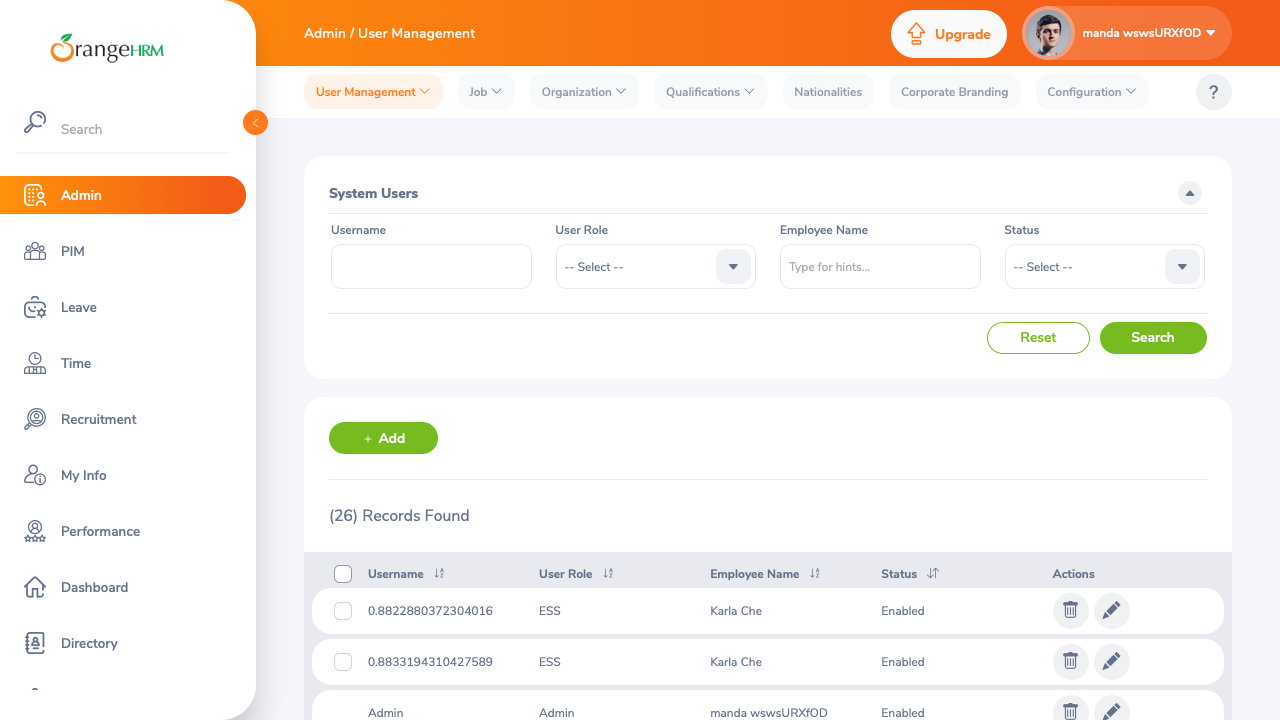 OrangeHRM
Search
Admin
PIM
Leave
Time
Recruitment
My Info
Performance
Dashboard
Directory
Admin / User Management
Upgrade
manda wswsURXfOD
User Management
Job
Organization
Qualifications
Nationalities
Corporate Branding
Configuration
?
System Users
Username
User Role
Employee Name
Status
-- Select --
Type for hints...
-- Select --
Reset
Search
+ Add
(26) Records Found
Username User Role Employee Name Status Actions
0.8822880372304016 ESS Karla Che Enabled
0.8833194310427589 ESS Karla Che Enabled
Admin Admin manda wswsURXfOD Enabled